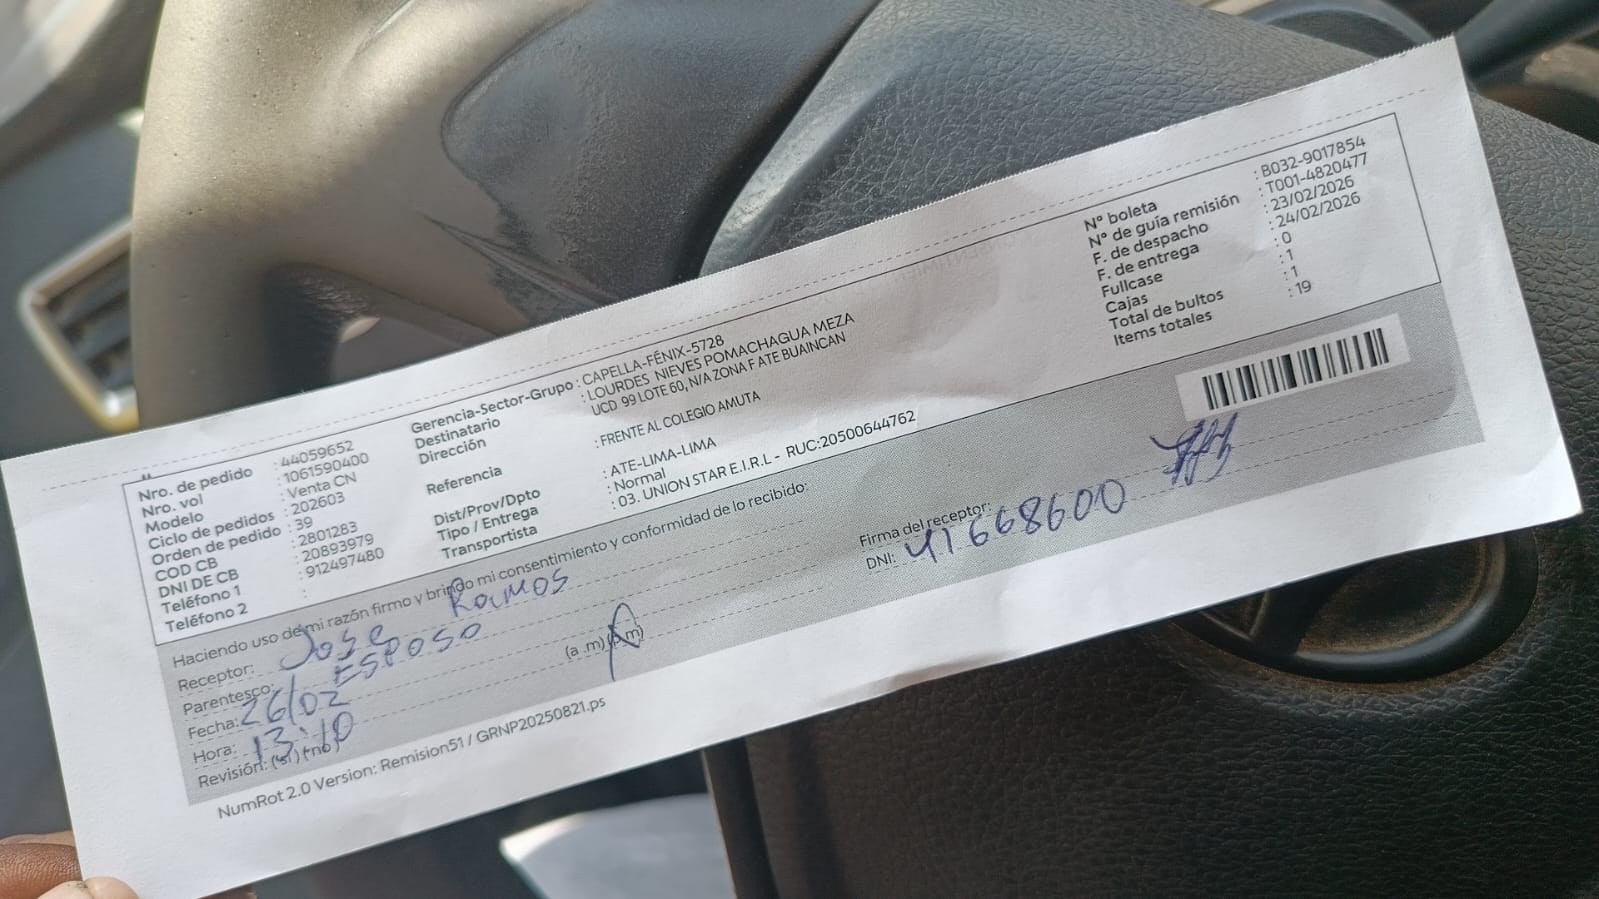 Nro. de pedido : 44059652
Nro. vol : 1061590400
Modelo : Venta CN
Ciclo de pedidos : 202603
Orden de pedido : 39
COD CB : 2801283
DNI DE CB : 20893979
Teléfono 1 : 912497480
Teléfono 2 :
Gerencia-Sector-Grupo : CAPELLA-FÉNIX-5728
Destinatario : LOURDES NIEVES POMACHAGUA MEZA
Dirección UCD 99 LOTE 60, N/A ZONA F ATE BUAINCAN
Referencia : FRENTE AL COLEGIO AMUTA
Dist/Prov/Dpto : ATE-LIMA-LIMA
Tipo / Entrega : Normal
Transportista : 03. UNION STAR E.I.R.L - RUC:20500644762
N° boleta : B032-9017854
N° de guía remisión : T001-4820477
F. de despacho : 23/02/2026
F. de entrega : 24/02/2026
Fullcase : 0
Cajas : 1
Total de bultos : 1
Items totales : 19
Haciendo uso de mi razón firmo y brindo mi consentimiento y conformidad de lo recibido:
Receptor: Jose Ramos
Parentesco: Esposo
Fecha: 26/02
Hora: 13:10 (a .m) (p.m)
Revisión: (si) (no)
Firma del receptor:
DNI: 41668600
NumRot 2.0 Version: Remision51 / GRNP20250821.ps